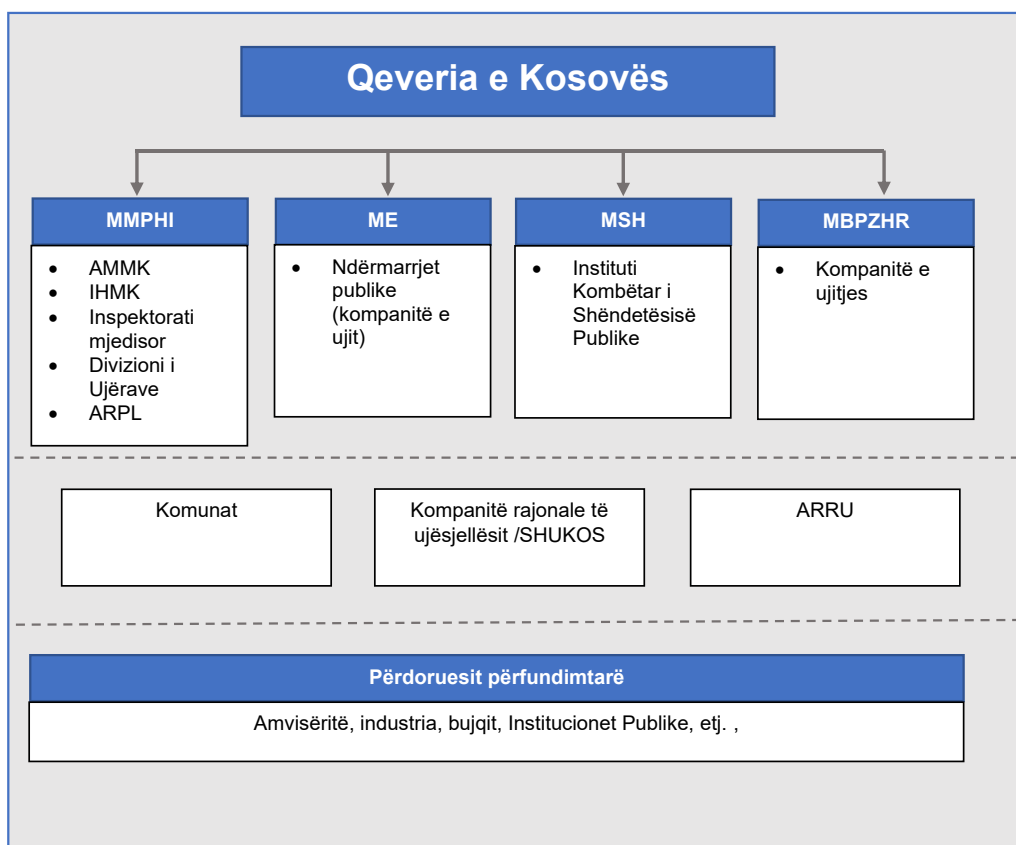 Qeveria e Kosovës
MMPHI
• AMMK
• IHMK
• Inspektorati
mjedisor
• Divizioni i
Ujërave
• ARPL
ME
• Ndërmarrjet
publike
(kompanitë e
ujit)
MSH
• Instituti
Kombëtar i
Shëndetësisë
Publike
MBPZHR
• Kompanitë e
ujitjes
Komunat
Kompanitë rajonale të
ujësjellësit /SHUKOS
ARRU
Përdoruesit përfundimtarë
Amvisëritë, industria, bujqit, Institucionet Publike, etj. ,